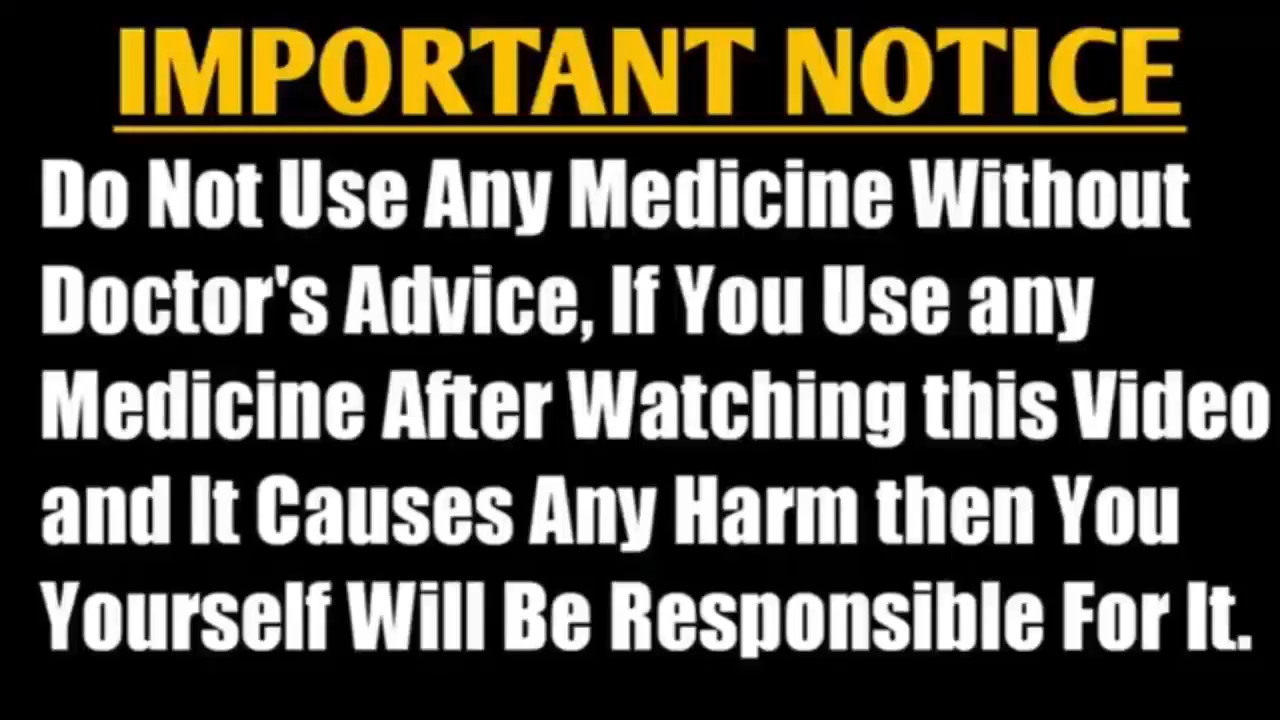 IMPORTANT NOTICE
Do Not Use Any Medicine Without
Doctor's Advice, If You Use any
Medicine After Watching this Video
and It Causes Any Harm then You
Yourself Will Be Responsible For It.